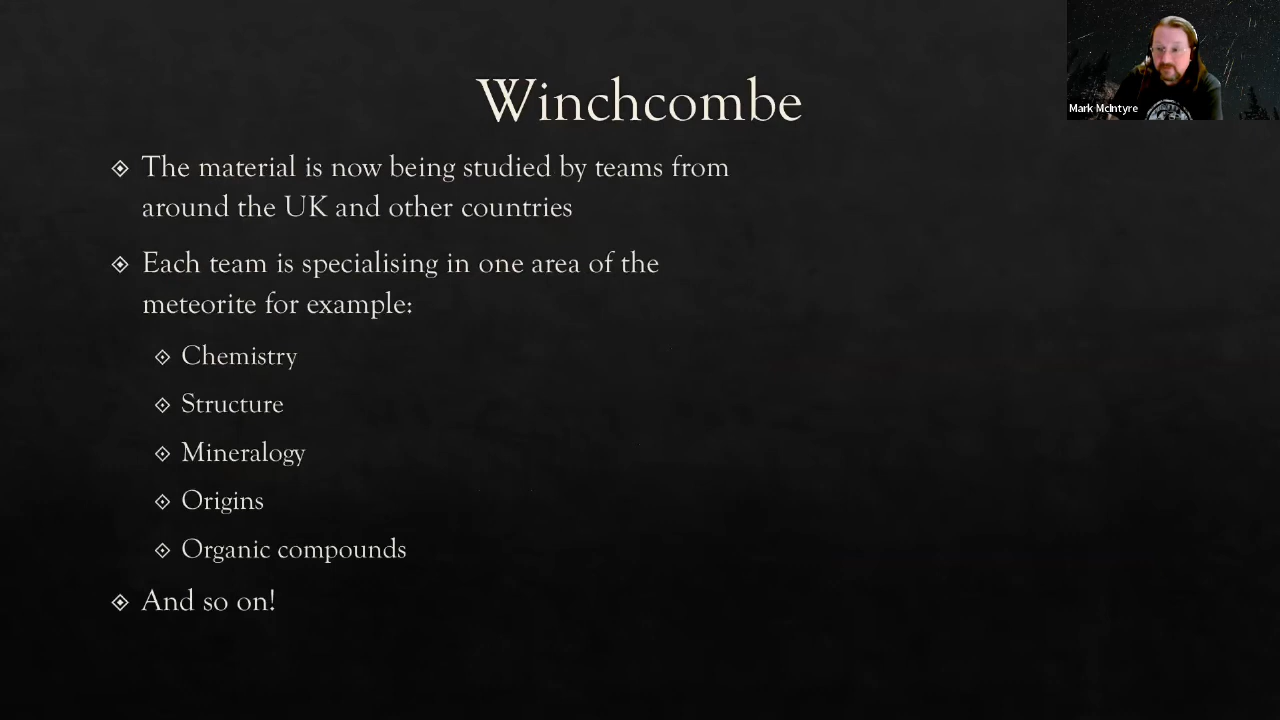 Winchcombe
Mark McIntyre
The material is now being studied by teams from
around the UK and other countries
Each team is specialising in one area of the
meteorite for example:
Chemistry
Structure
Mineralogy
Origins
Organic compounds
And so on!